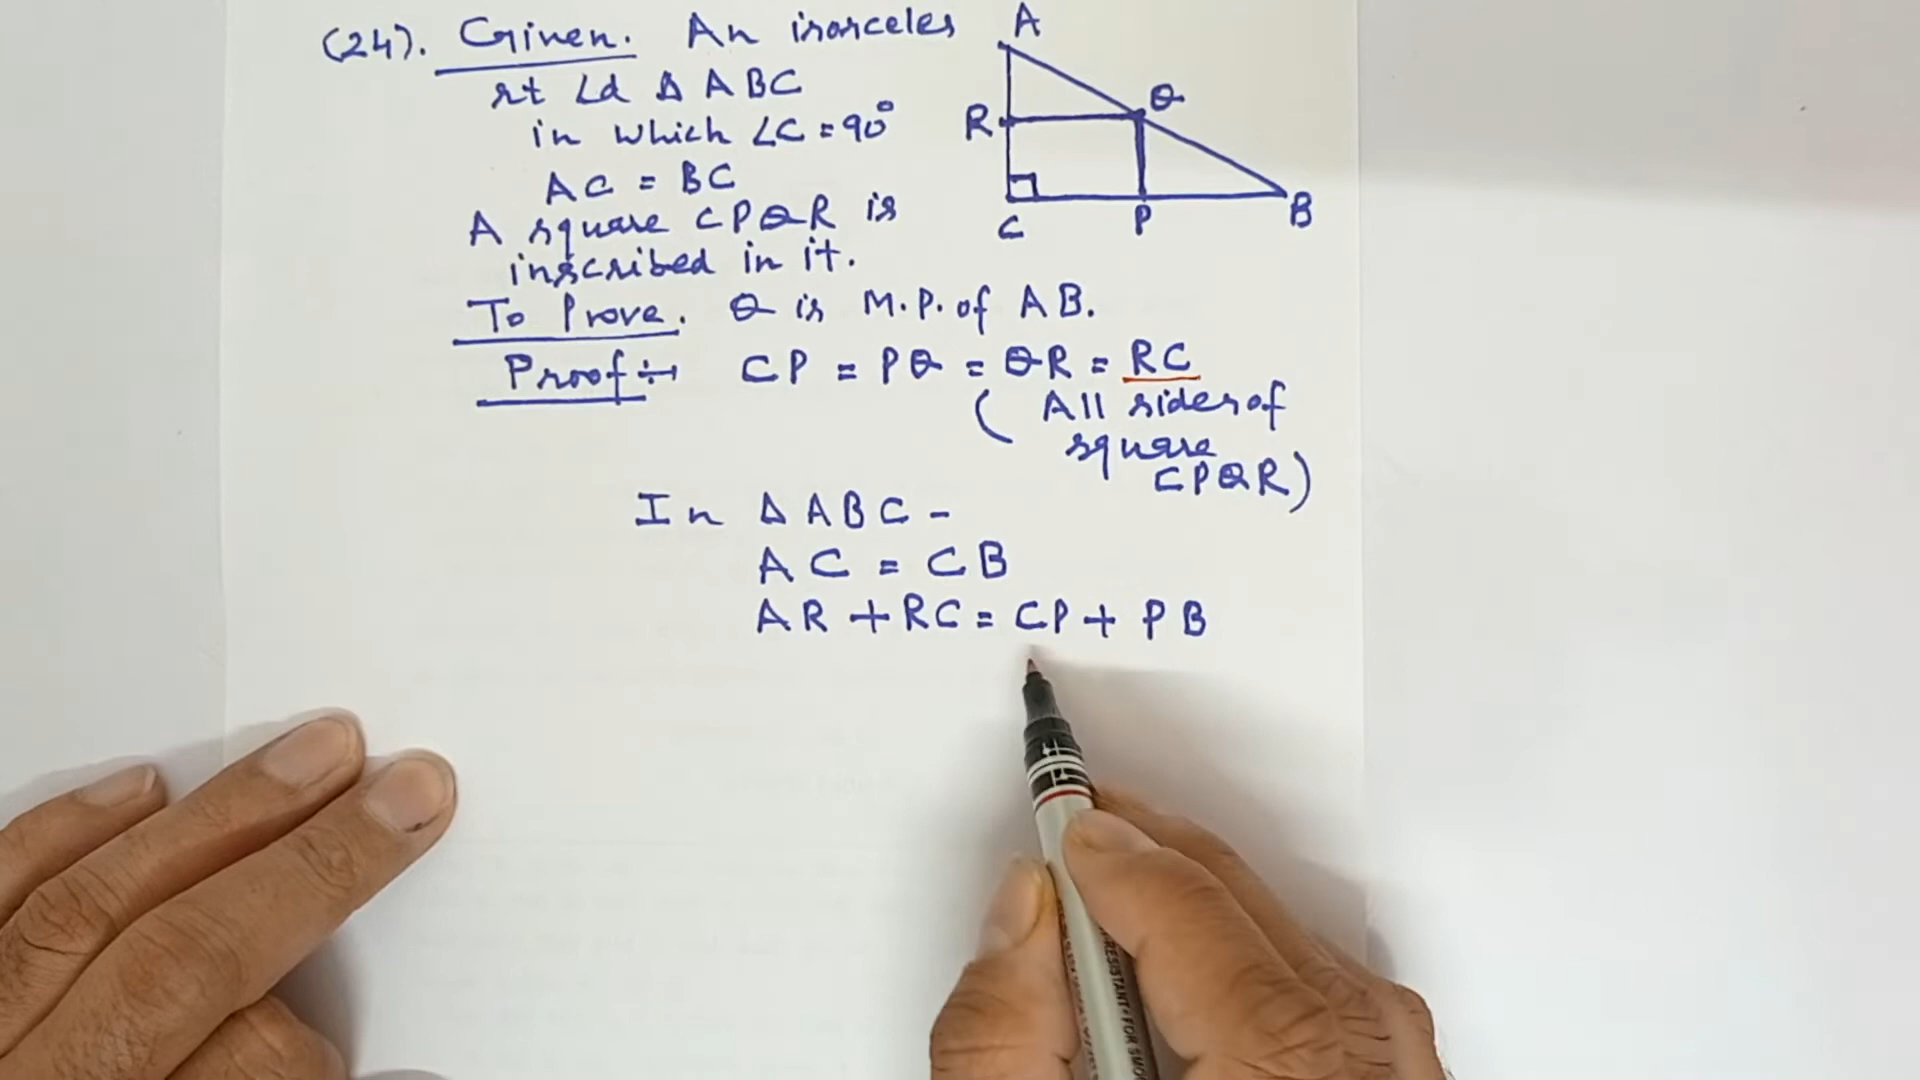 (24). Given. An isosceles
rt ∠d Δ ABC
in which ∠C = 90°
AC = BC
A square CPQR is
inscribed in it.
To Prove. Q is M.P. of AB.
Proof :- CP = PQ = QR = RC
( All sides of
square
CPQR)
In Δ ABC -
AC = CB
AR + RC = CP + PB
A
R
Q
C
P
B